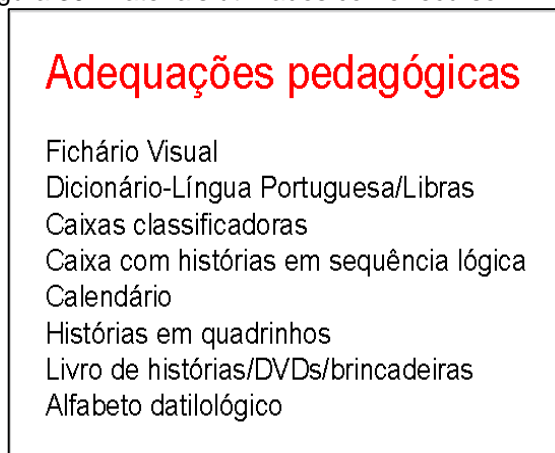 Adequações pedagógicas
Fichário Visual
Dicionário-Língua Portuguesa/Libras
Caixas classificadoras
Caixa com histórias em sequência lógica
Calendário
Histórias em quadrinhos
Livro de histórias/DVDs/brincadeiras
Alfabeto datilológico